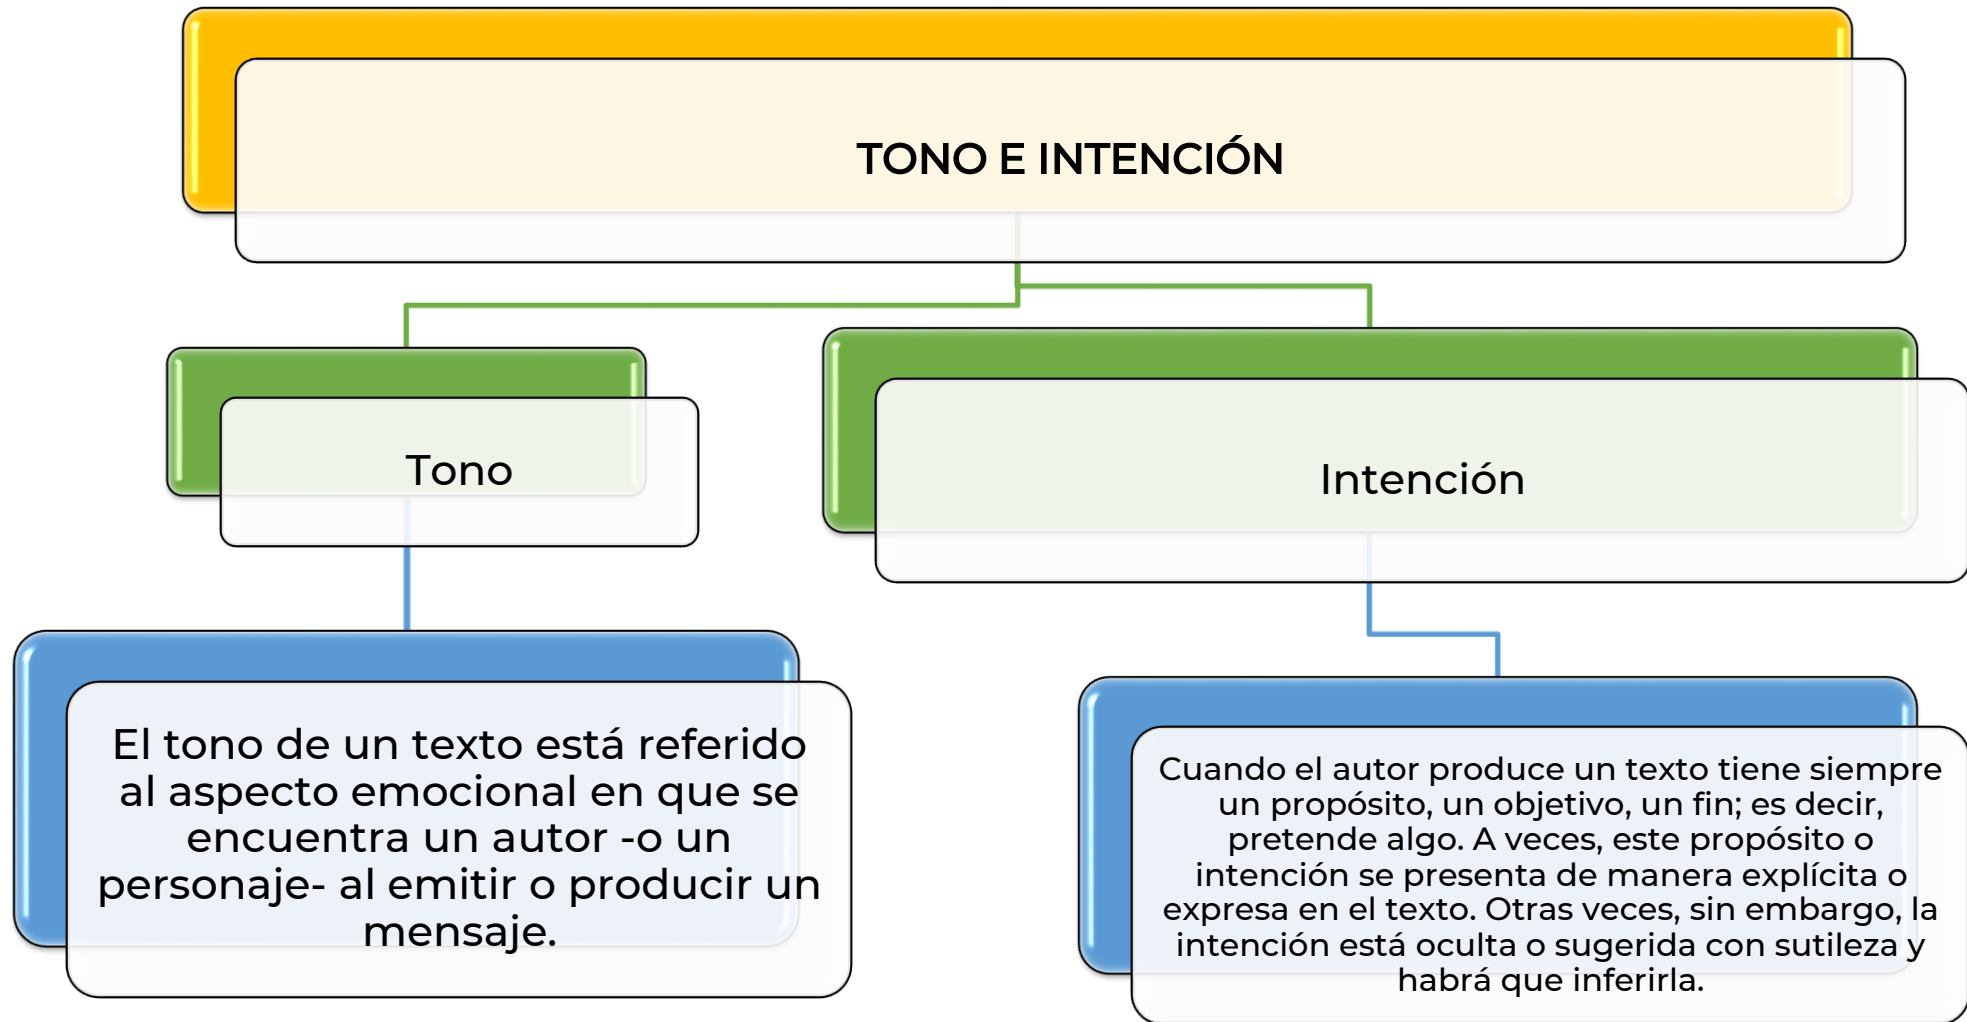 TONO E INTENCIÓN
Tono
Intención
El tono de un texto está referido
al aspecto emocional en que se
encuentra un autor -o un
personaje- al emitir o producir un
mensaje.
Cuando el autor produce un texto tiene siempre
un propósito, un objetivo, un fin; es decir,
pretende algo. A veces, este propósito o
intención se presenta de manera explícita o
expresa en el texto. Otras veces, sin embargo, la
intención está oculta o sugerida con sutileza y
habrá que inferirla.